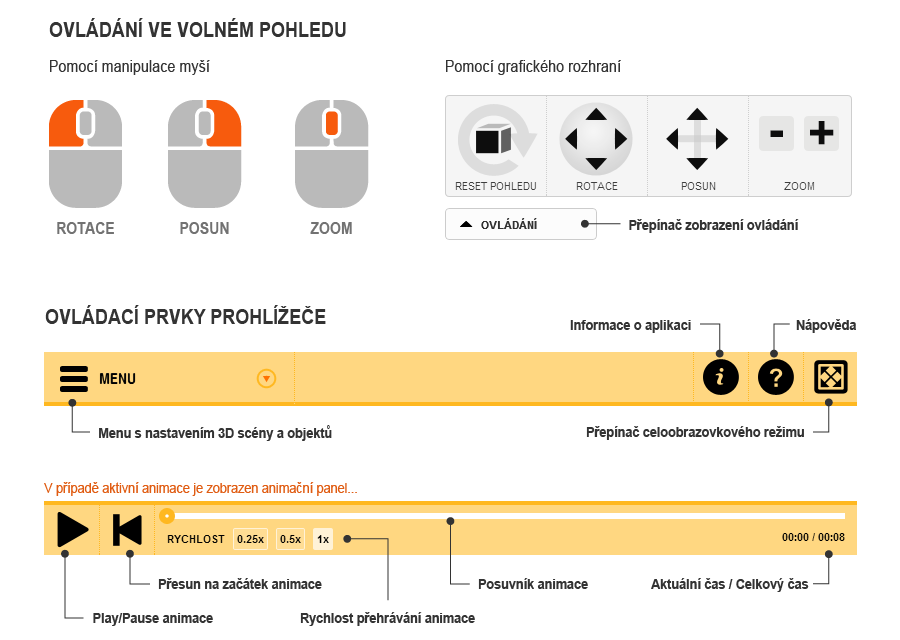 OVLÁDÁNÍ VE VOLNÉM POHLEDU
Pomocí manipulace myší
Pomocí grafického rozhraní
ROTACE
POSUN
ZOOM
RESET POHLEDU
ROTACE
POSUN
ZOOM
OVLÁDÁNÍ
Přepínač zobrazení ovládání
OVLÁDACÍ PRVKY PROHLÍŽEČE
Informace o aplikaci
Nápověda
MENU
i
?
Menu s nastavením 3D scény a objektů
Přepínač celoobrazovkového režimu
V případě aktivní animace je zobrazen animační panel...
RYCHLOST 0.25x 0.5x 1x
00:00 / 00:08
Přesun na začátek animace
Posuvník animace
Aktuální čas / Celkový čas
Play/Pause animace
Rychlost přehrávání animace